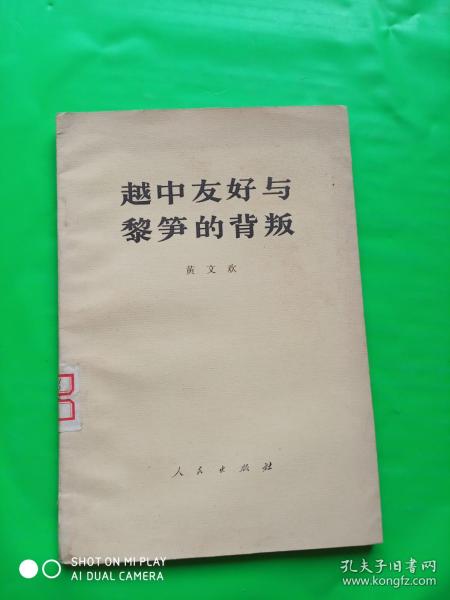 越中友好与
黎笋的背叛
黄文欢
人民出版社
SHOT ON MI PLAY
AI DUAL CAMERA
孔夫子旧书网
www.kongfz.com